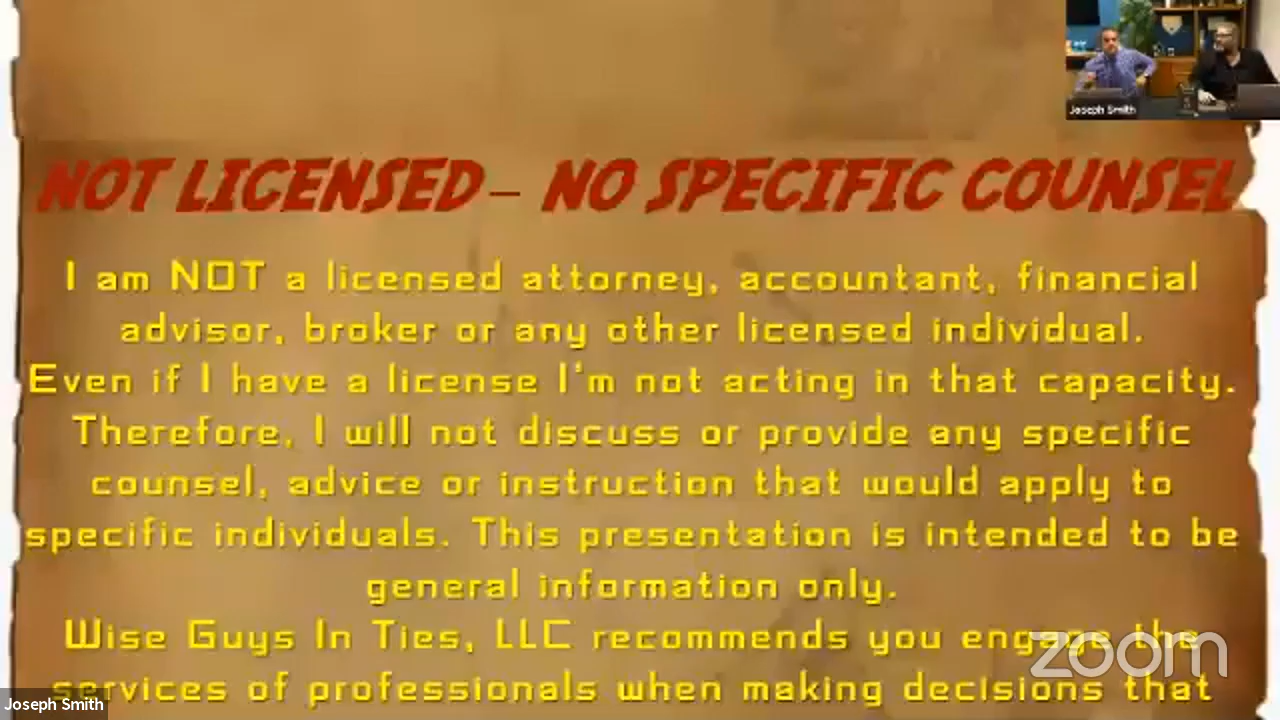 Joseph Smith
NOT LICENSED – NO SPECIFIC COUNSEL
I am NOT a licensed attorney, accountant, financial
advisor, broker or any other licensed individual.
Even if I have a license I'm not acting in that capacity.
Therefore, I will not discuss or provide any specific
counsel, advice or instruction that would apply to
specific individuals. This presentation is intended to be
general information only.
Wise Guys In Ties, LLC recommends you engage the
services of professionals when making decisions that
zoom
Joseph Smith